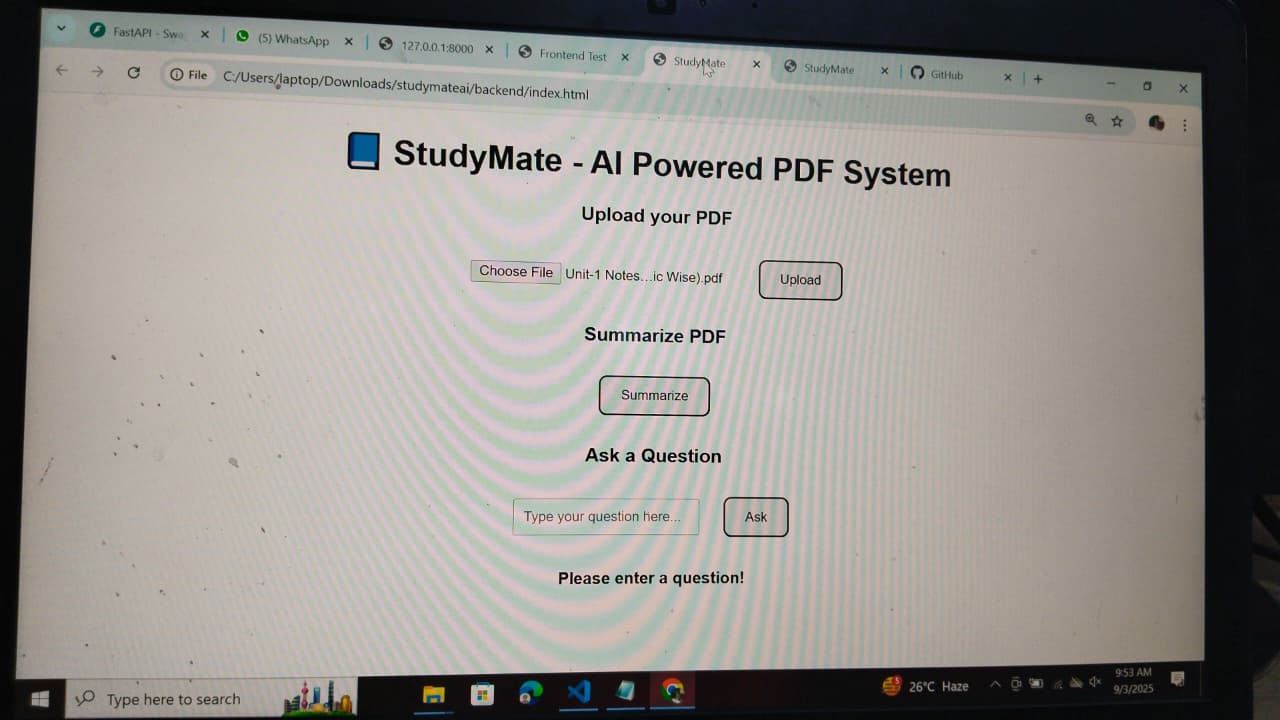 FastAPI - Swa
(5) WhatsApp
127.0.0.1:8000
Frontend Test
StudyMate
StudyMate
GitHub
File
C:/Users/laptop/Downloads/studymateai/backend/index.html
StudyMate - AI Powered PDF System
Upload your PDF
Choose File Unit-1 Notes...ic Wise).pdf
Upload
Summarize PDF
Summarize
Ask a Question
Type your question here...
Ask
Please enter a question!
Type here to search
26°C Haze
9:53 AM
9/3/2025